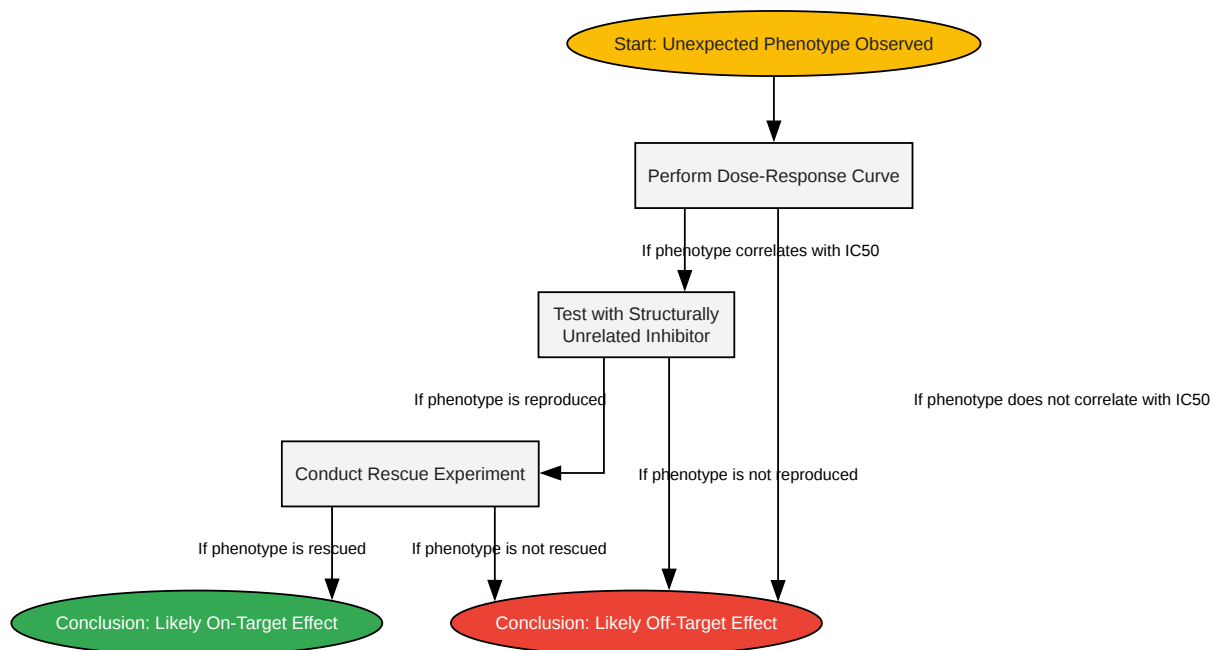 Start: Unexpected Phenotype Observed
Perform Dose-Response Curve
If phenotype correlates with IC50
Test with Structurally
Unrelated Inhibitor
If phenotype is reproduced
If phenotype does not correlate with IC50
Conduct Rescue Experiment
If phenotype is not reproduced
If phenotype is rescued
If phenotype is not rescued
Conclusion: Likely On-Target Effect
Conclusion: Likely Off-Target Effect